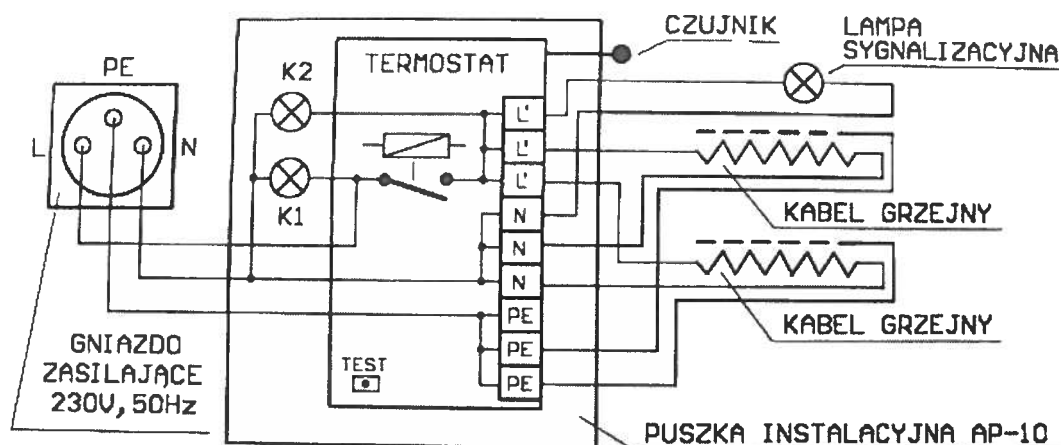 CZUJNIK
LAMPA
SYGNALIZACYJNA
PE
K2
TERMOSTAT
L
N
L'
L'
L'
K1
N
N
N
KABEL GRZEJNY
PE
PE
PE
KABEL GRZEJNY
GNIAZDO
ZASILAJĄCE
230V, 50Hz
TEST
PUSZKA INSTALACYJNA AP-10